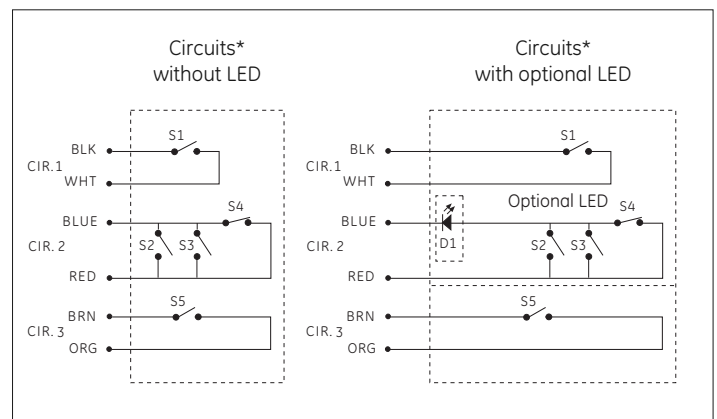 Circuits*
without LED
S1
BLK
CIR.1
WHT
S4
BLUE
S2 S3
CIR. 2
RED
S5
BRN
CIR. 3
ORG
Circuits*
with optional LED
S1
BLK
CIR.1
WHT
Optional LED
S4
BLUE
D1 S2 S3
CIR. 2
RED
S5
BRN
CIR. 3
ORG